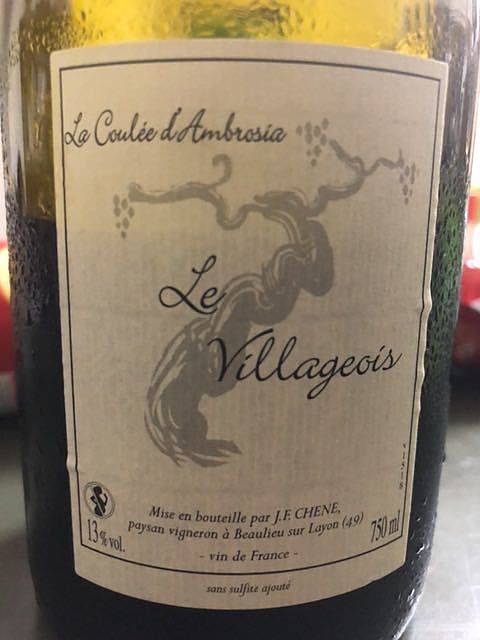 La Coulée d'Ambrosia
Le
Villageois
Mise en bouteille par J.F. CHENE,
paysan vigneron à Beaulieu sur Layon (49)
13 % vol.
750 ml
- vin de France -
sans sulfite ajouté